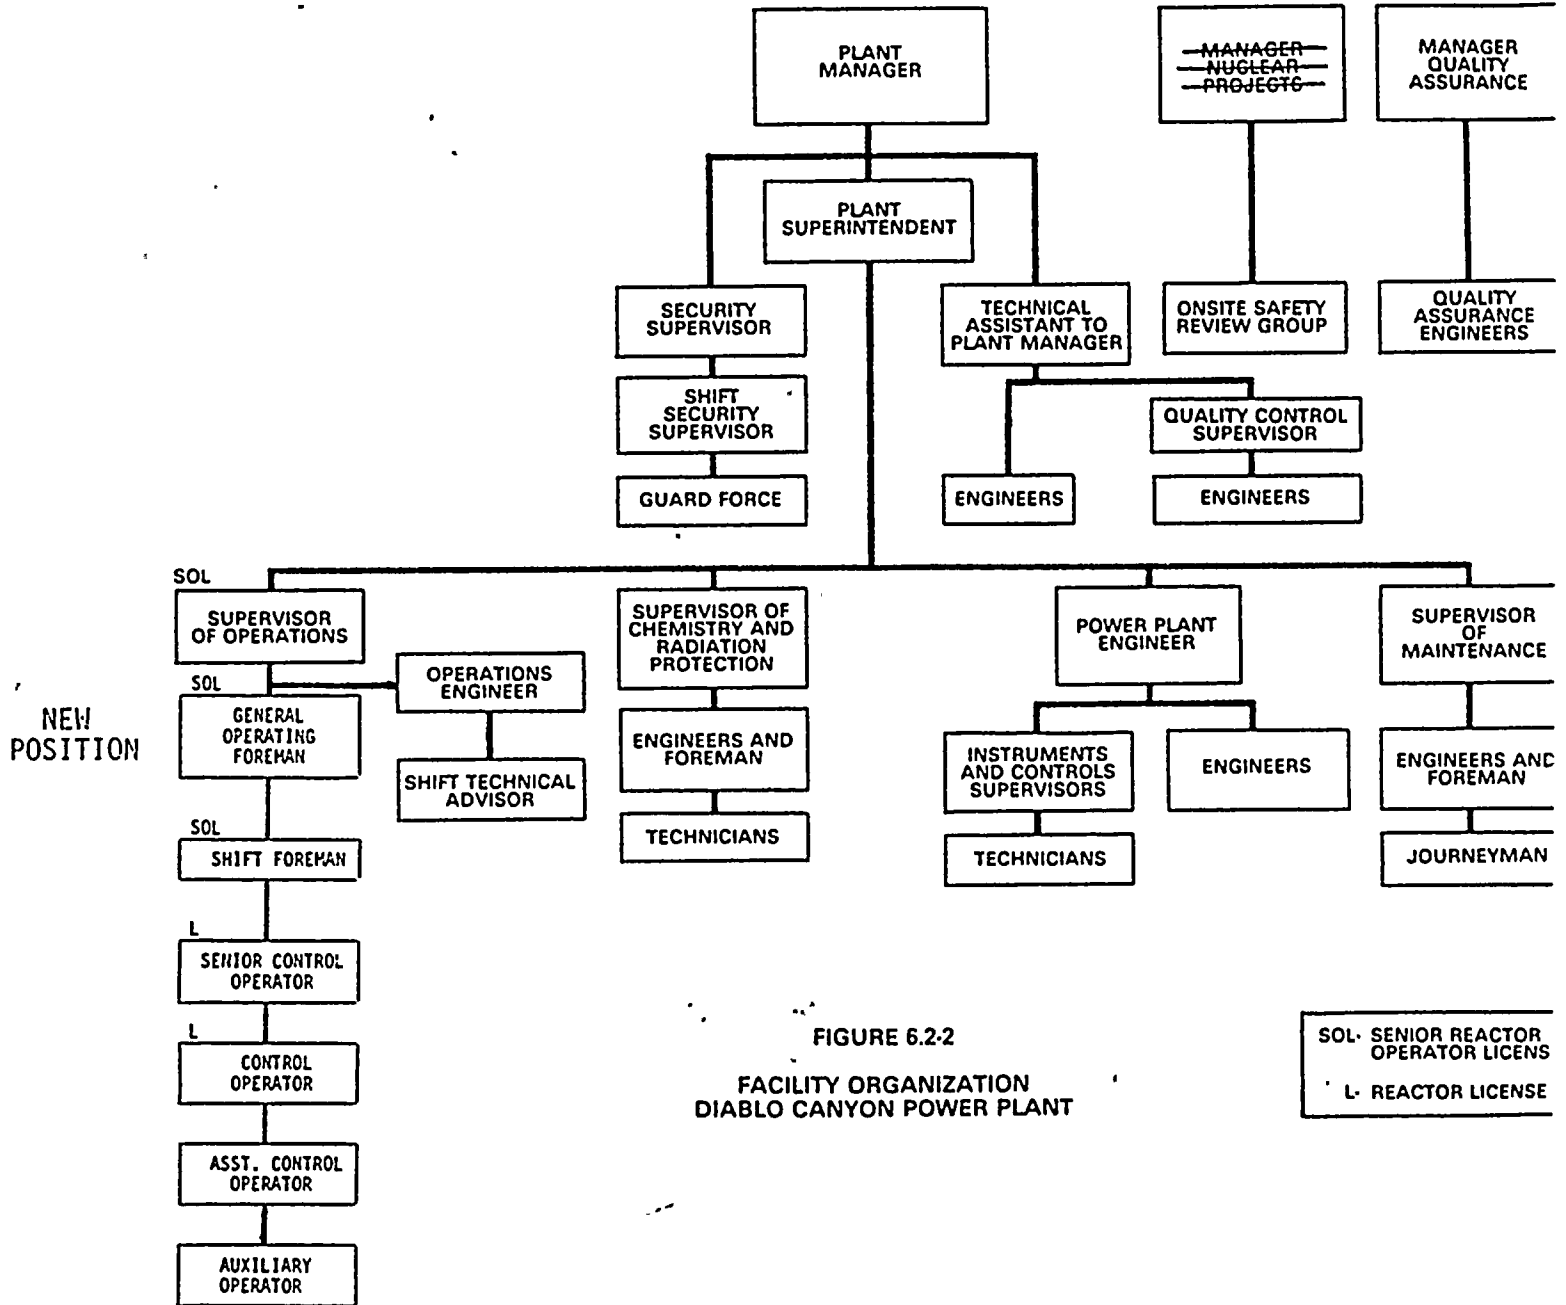 PLANT
MANAGER
MANAGER
NUCLEAR
PROJECTS
MANAGER
QUALITY
ASSURANCE
PLANT
SUPERINTENDENT
SECURITY
SUPERVISOR
TECHNICAL
ASSISTANT TO
PLANT MANAGER
ONSITE SAFETY
REVIEW GROUP
QUALITY
ASSURANCE
ENGINEERS
SHIFT
SECURITY
SUPERVISOR
QUALITY CONTROL
SUPERVISOR
GUARD FORCE
ENGINEERS
ENGINEERS
SOL
SUPERVISOR
OF OPERATIONS
SUPERVISOR OF
CHEMISTRY AND
RADIATION
PROTECTION
POWER PLANT
ENGINEER
SUPERVISOR
OF
MAINTENANCE
OPERATIONS
ENGINEER
SOL
NEW
POSITION
GENERAL
OPERATING
FOREMAN
ENGINEERS AND
FOREMAN
INSTRUMENTS
AND CONTROLS
SUPERVISORS
ENGINEERS
ENGINEERS AND
FOREMAN
SHIFT TECHNICAL
ADVISOR
SOL
SHIFT FOREMAN
TECHNICIANS
TECHNICIANS
JOURNEYMAN
L
SENIOR CONTROL
OPERATOR
L
CONTROL
OPERATOR
ASST. CONTROL
OPERATOR
AUXILIARY
OPERATOR
FIGURE 6.2-2
FACILITY ORGANIZATION
DIABLO CANYON POWER PLANT
SOL- SENIOR REACTOR
OPERATOR LICENS
L- REACTOR LICENSE